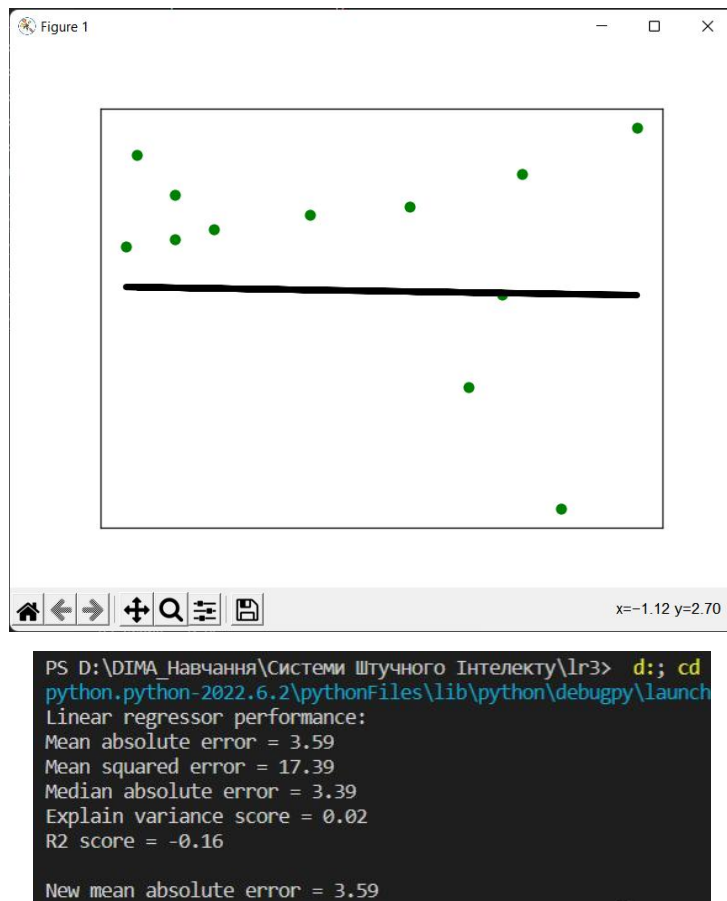 Figure 1
x=−1.12 y=2.70
PS D:\DIMA_Навчання\Системи Штучного Інтелекту\lr3> d:; cd
python.python-2022.6.2\pythonFiles\lib\python\debugpy\launch
Linear regressor performance:
Mean absolute error = 3.59
Mean squared error = 17.39
Median absolute error = 3.39
Explain variance score = 0.02
R2 score = -0.16
New mean absolute error = 3.59